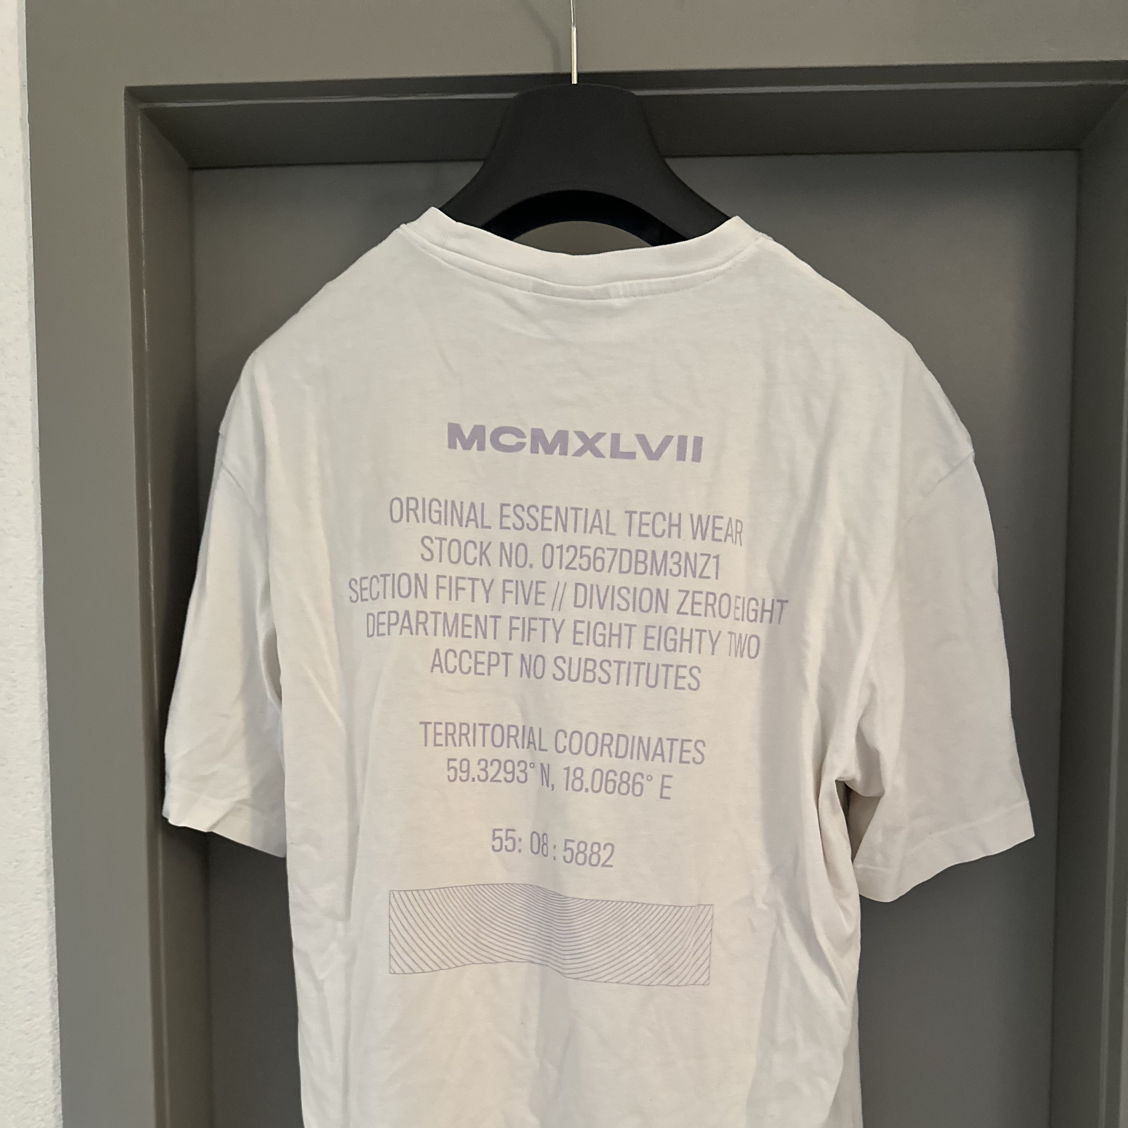 MCMXLVII
ORIGINAL ESSENTIAL TECH WEAR
STOCK NO. 012567DBM3NZ1
SECTION FIFTY FIVE // DIVISION ZERO EIGHT
DEPARTMENT FIFTY EIGHT EIGHTY TWO
ACCEPT NO SUBSTITUTES
TERRITORIAL COORDINATES
59.3293° N, 18.0686° E
55: 08 : 5882